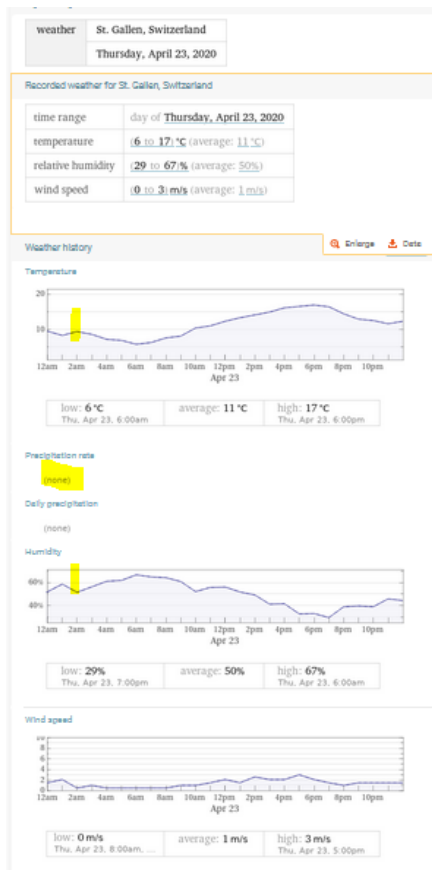 weather St. Gallen, Switzerland
Thursday, April 23, 2020
Recorded weather for St. Gallen, Switzerland
time range day of Thursday, April 23, 2020
temperature (6 to 17) °C (average: 11 °C)
relative humidity (29 to 67)% (average: 50%)
wind speed (0 to 3) m/s (average: 1 m/s)
Weather history Enlarge Data
Temperature
20
10
12am 2am 4am 6am 8am 10am 12pm 2pm 4pm 6pm 8pm 10pm
Apr 23
low: 6 °C average: 11 °C high: 17 °C
Thu, Apr 23, 6:00am Thu, Apr 23, 6:00pm
Precipitation rate
(none)
Daily precipitation
(none)
Humidity
60%
40%
12am 2am 4am 6am 8am 10am 12pm 2pm 4pm 6pm 8pm 10pm
Apr 23
low: 29% average: 50% high: 67%
Thu, Apr 23, 7:00pm Thu, Apr 23, 6:00am
Wind speed
10
8
6
4
2
0
12am 2am 4am 6am 8am 10am 12pm 2pm 4pm 6pm 8pm 10pm
Apr 23
low: 0 m/s average: 1 m/s high: 3 m/s
Thu, Apr 23, 8:00am, ... Thu, Apr 23, 5:00pm